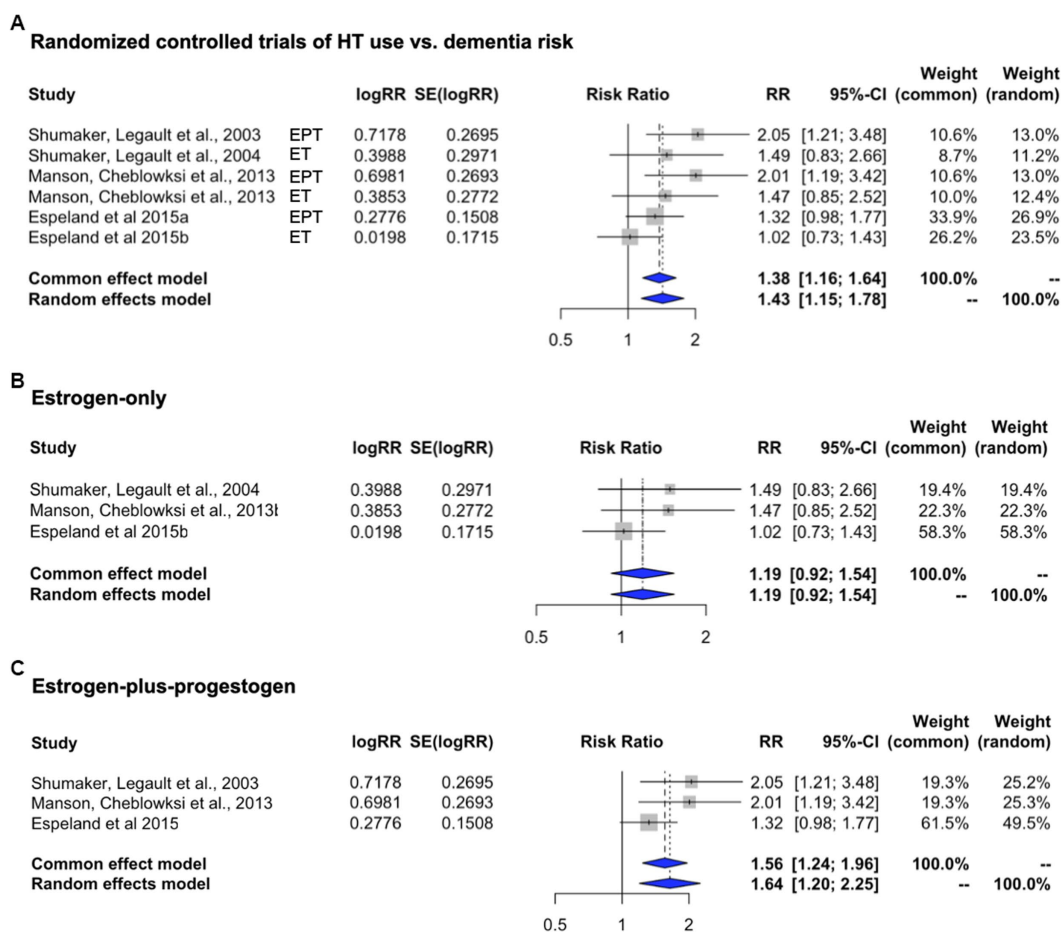 A
Randomized controlled trials of HT use vs. dementia risk
Weight Weight
Study logRR SE(logRR) Risk Ratio RR 95%-CI (common) (random)
Shumaker, Legault et al., 2003 EPT 0.7178 0.2695 2.05 [1.21; 3.48] 10.6% 13.0%
Shumaker, Legault et al., 2004 ET 0.3988 0.2971 1.49 [0.83; 2.66] 8.7% 11.2%
Manson, Cheblowksi et al., 2013 EPT 0.6981 0.2693 2.01 [1.19; 3.42] 10.6% 13.0%
Manson, Cheblowksi et al., 2013 ET 0.3853 0.2772 1.47 [0.85; 2.52] 10.0% 12.4%
Espeland et al 2015a EPT 0.2776 0.1508 1.32 [0.98; 1.77] 33.9% 26.9%
Espeland et al 2015b ET 0.0198 0.1715 1.02 [0.73; 1.43] 26.2% 23.5%
Common effect model 1.38 [1.16; 1.64] 100.0% --
Random effects model 1.43 [1.15; 1.78] -- 100.0%
0.5 1 2
B
Estrogen-only
Weight Weight
Study logRR SE(logRR) Risk Ratio RR 95%-CI (common) (random)
Shumaker, Legault et al., 2004 0.3988 0.2971 1.49 [0.83; 2.66] 19.4% 19.4%
Manson, Cheblowksi et al., 2013b 0.3853 0.2772 1.47 [0.85; 2.52] 22.3% 22.3%
Espeland et al 2015b 0.0198 0.1715 1.02 [0.73; 1.43] 58.3% 58.3%
Common effect model 1.19 [0.92; 1.54] 100.0% --
Random effects model 1.19 [0.92; 1.54] -- 100.0%
0.5 1 2
C
Estrogen-plus-progestogen
Weight Weight
Study logRR SE(logRR) Risk Ratio RR 95%-CI (common) (random)
Shumaker, Legault et al., 2003 0.7178 0.2695 2.05 [1.21; 3.48] 19.3% 25.2%
Manson, Cheblowksi et al., 2013 0.6981 0.2693 2.01 [1.19; 3.42] 19.3% 25.3%
Espeland et al 2015 0.2776 0.1508 1.32 [0.98; 1.77] 61.5% 49.5%
Common effect model 1.56 [1.24; 1.96] 100.0% --
Random effects model 1.64 [1.20; 2.25] -- 100.0%
0.5 1 2